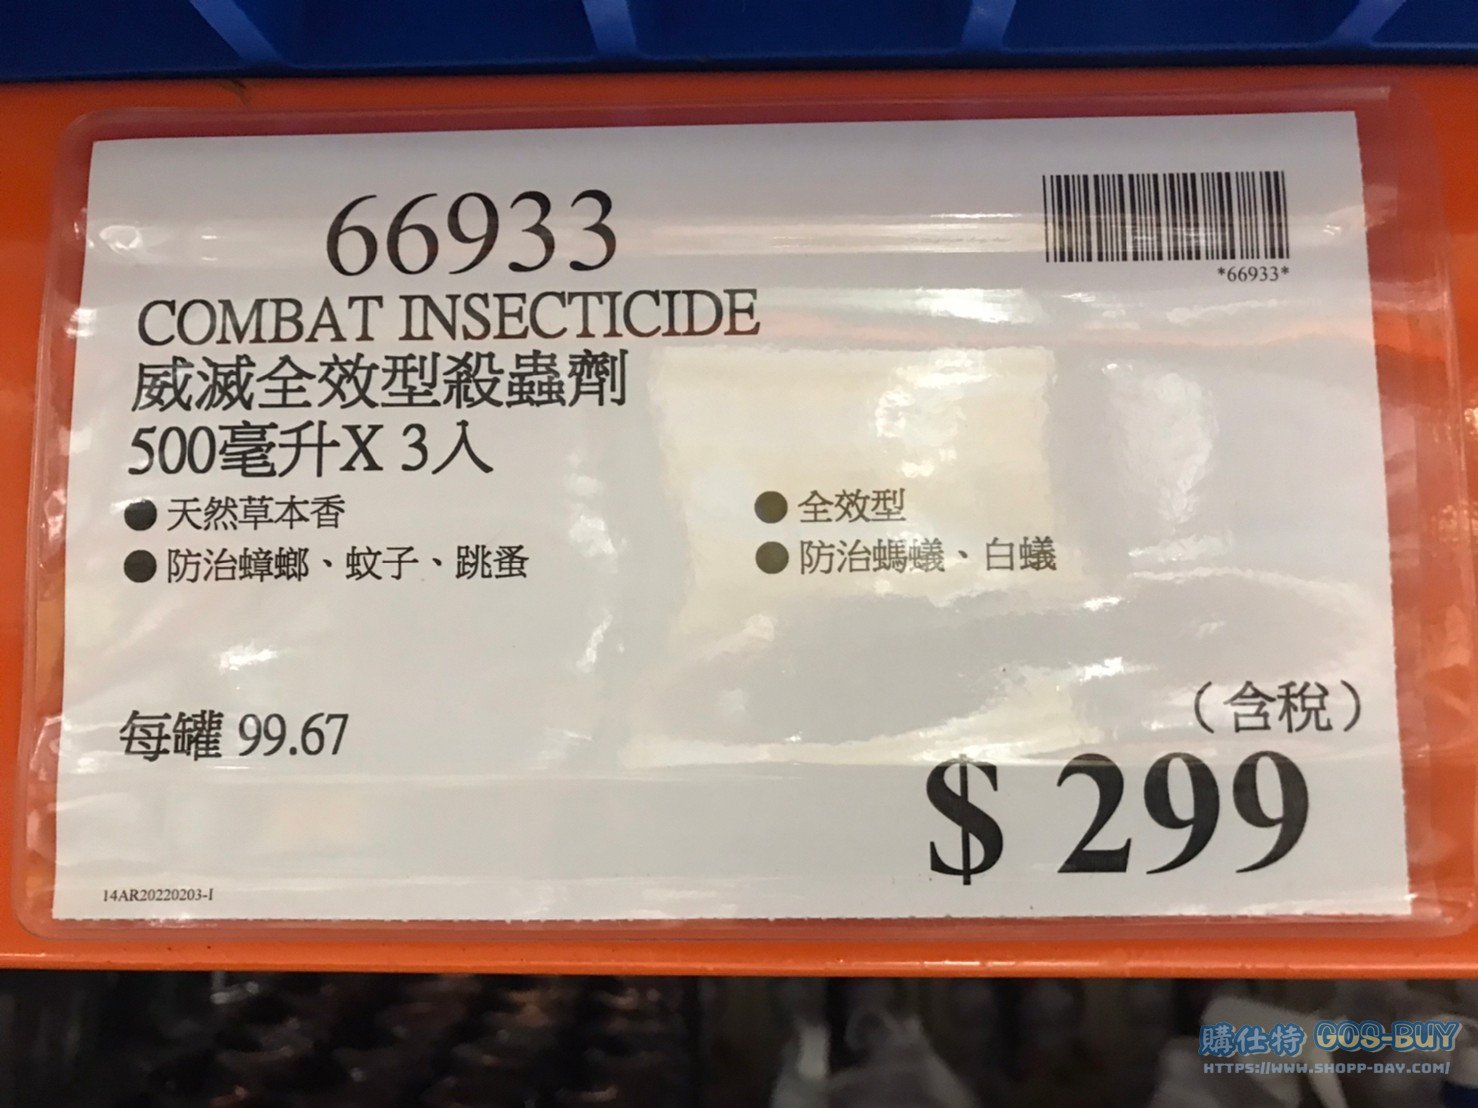 66933
*66933*
COMBAT INSECTICIDE
威滅全效型殺蟲劑
500毫升X 3入
● 天然草本香
● 全效型
● 防治蟑螂、蚊子、跳蚤
● 防治螞蟻、白蟻
每罐 99.67
（含稅）
$ 299
14AR20220203-I
購仕特 GOS-BUY
HTTPS://WWW.SHOPP-DAY.COM/